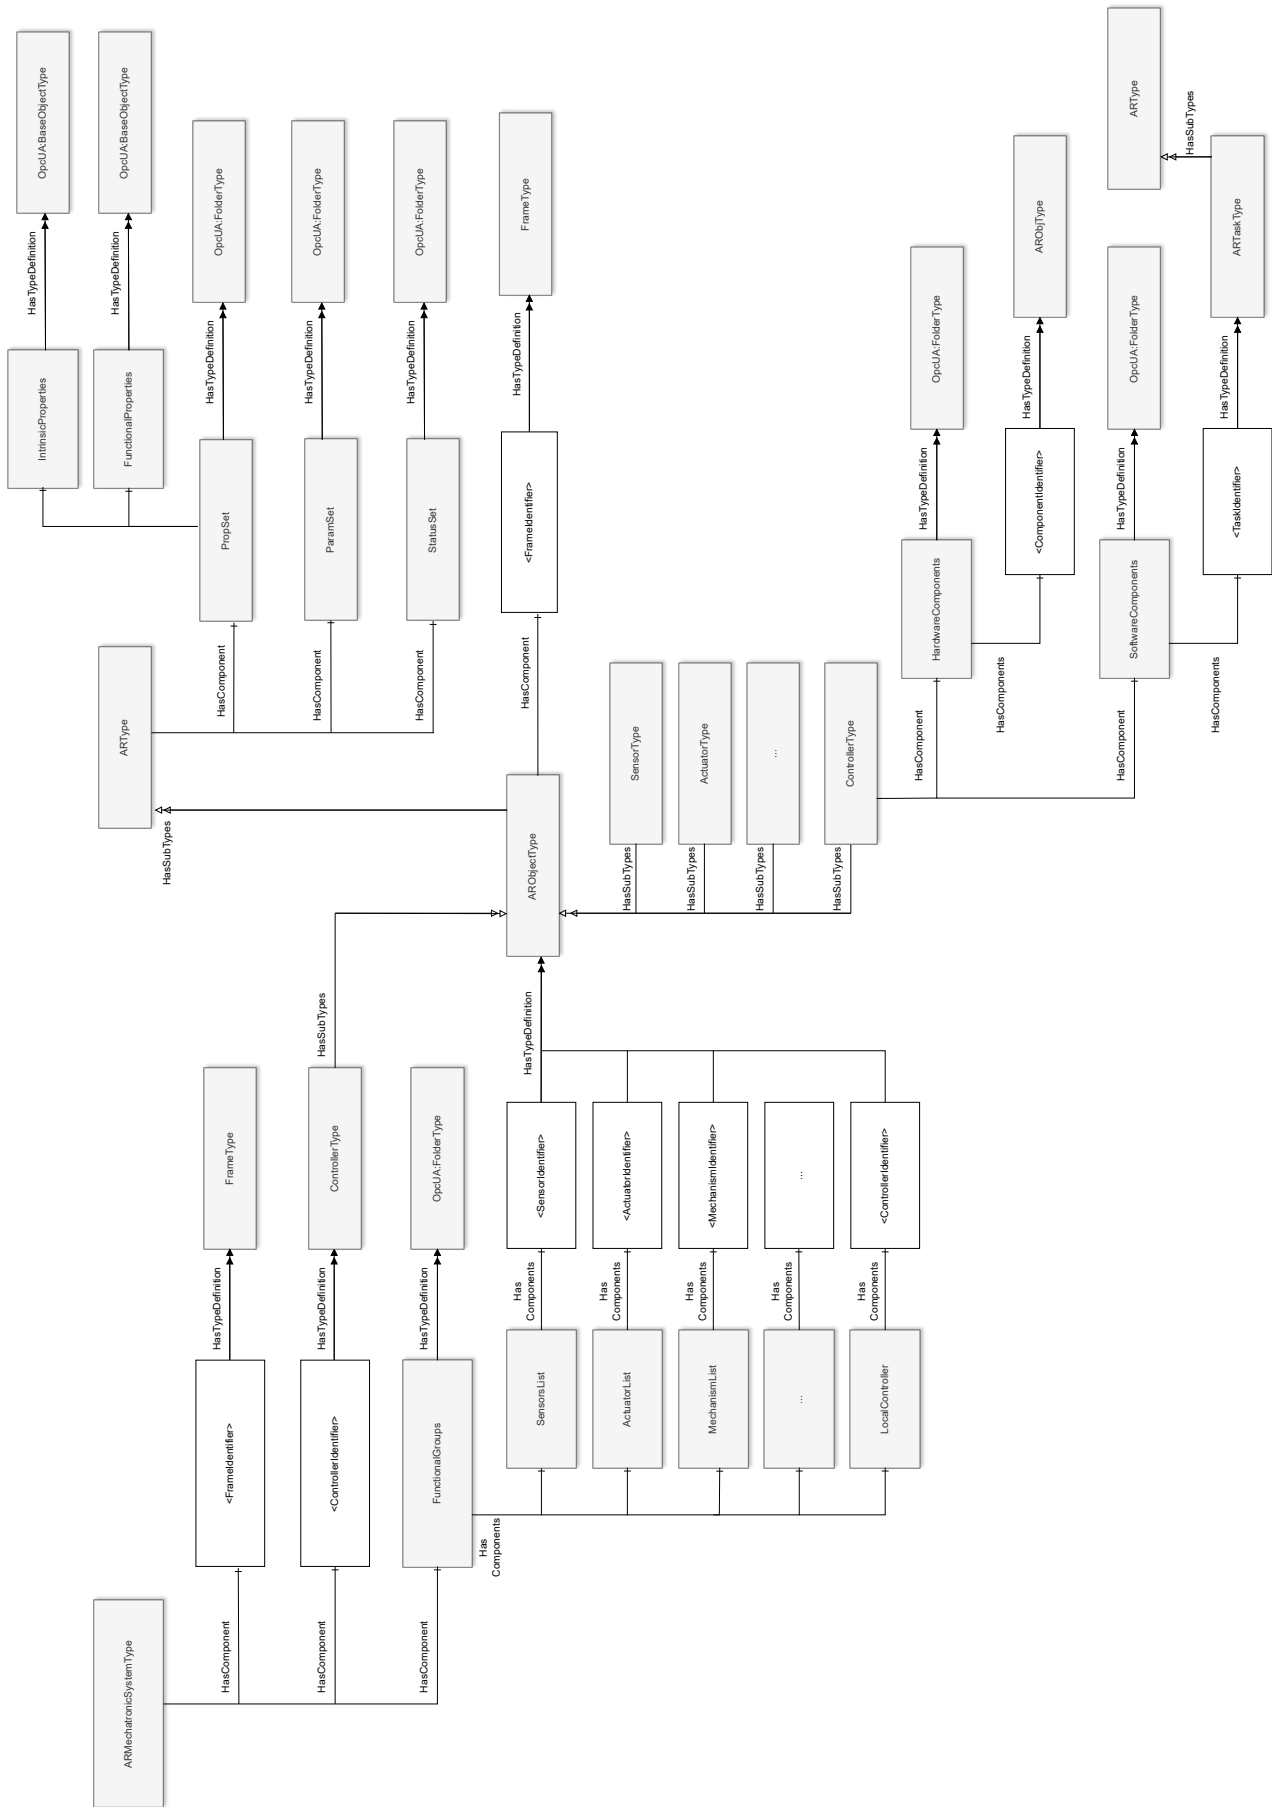 ARMechatronicSystemType
HasComponent
HasComponent
HasComponent
<FrameIdentifier>
<ControllerIdentifier>
FunctionalGroups
HasTypeDefinition
HasTypeDefinition
HasTypeDefinition
FrameType
ControllerType
OpcUA:FolderType
HasSubTypes
Has
Components
SensorsList
ActuatorList
MechanismList
...
LocalController
Has
Components
Has
Components
Has
Components
Has
Components
Has
Components
<SensorIdentifier>
<ActuatorIdentifier>
<MechanismIdentifier>
...
<ControllerIdentifier>
HasTypeDefinition
ARObjectType
HasSubTypes
ARType
HasComponent
HasComponent
HasComponent
HasComponent
PropSet
ParamSet
StatusSet
<FrameIdentifier>
IntrinsicProperties
FunctionalProperties
HasTypeDefinition
HasTypeDefinition
HasTypeDefinition
HasTypeDefinition
HasTypeDefinition
HasTypeDefinition
OpcUA:BaseObjectType
OpcUA:BaseObjectType
OpcUA:FolderType
OpcUA:FolderType
OpcUA:FolderType
FrameType
HasSubTypes
HasSubTypes
HasSubTypes
HasSubTypes
SensorType
ActuatorType
...
ControllerType
HasComponent
HasComponents
HasComponent
HasComponents
HardwareComponents
<ComponentIdentifier>
SoftwareComponents
<TaskIdentifier>
HasTypeDefinition
HasTypeDefinition
HasTypeDefinition
HasTypeDefinition
OpcUA:FolderType
ARObjType
OpcUA:FolderType
ARTaskType
HasSubTypes
ARType